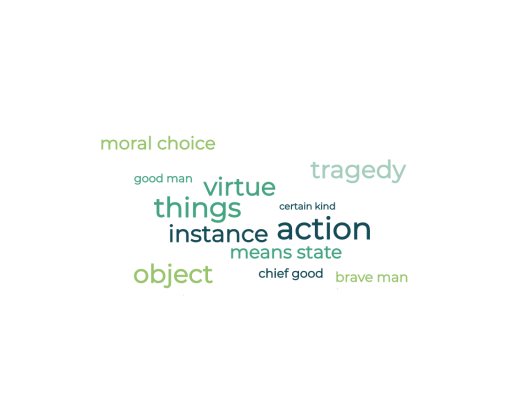 moral choice
tragedy
good man
virtue
things
certain kind
instance
action
means state
object
chief good
brave man